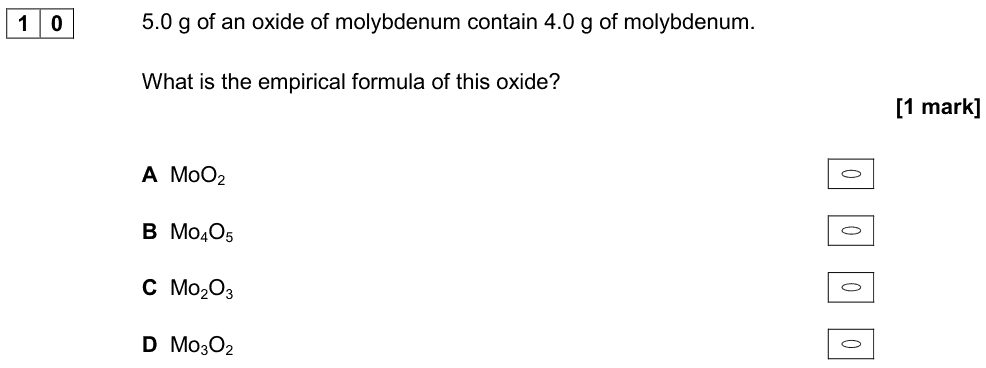 1 0 5.0 g of an oxide of molybdenum contain 4.0 g of molybdenum.
What is the empirical formula of this oxide?
[1 mark]
A MoO₂
B Mo₄O₅
C Mo₂O₃
D Mo₃O₂